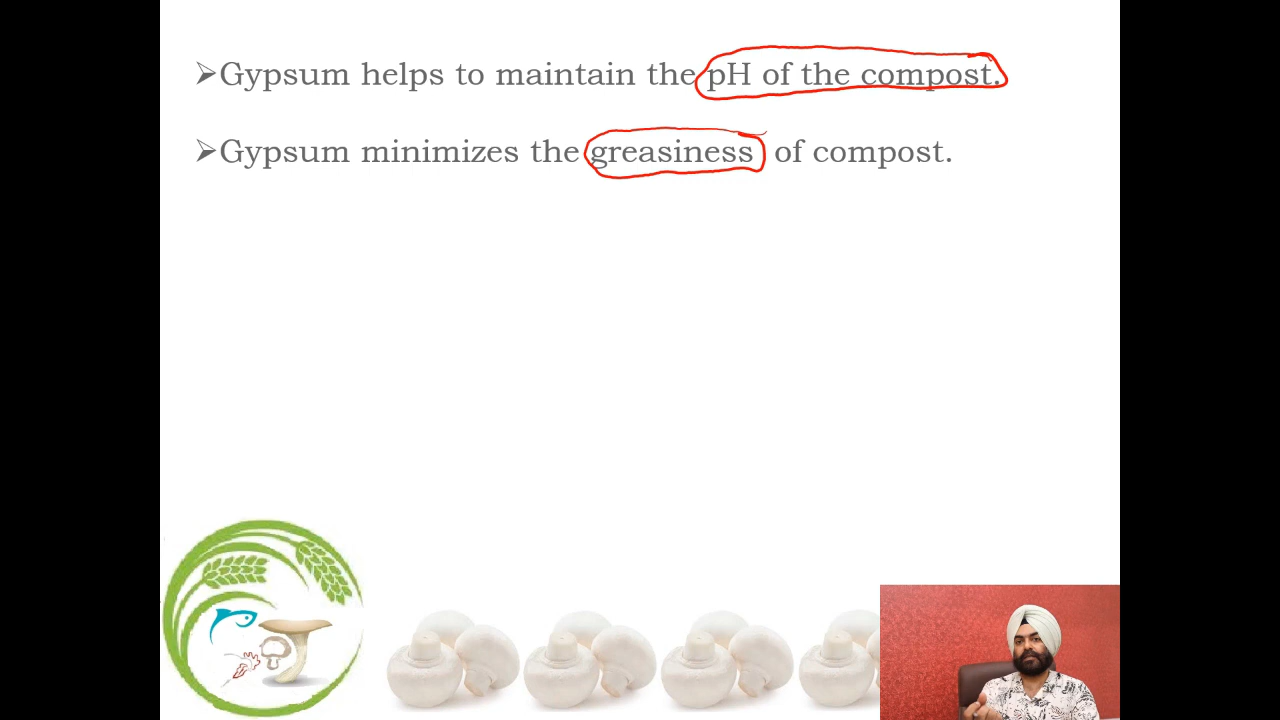 ➢Gypsum helps to maintain the pH of the compost.
➢Gypsum minimizes the greasiness of compost.